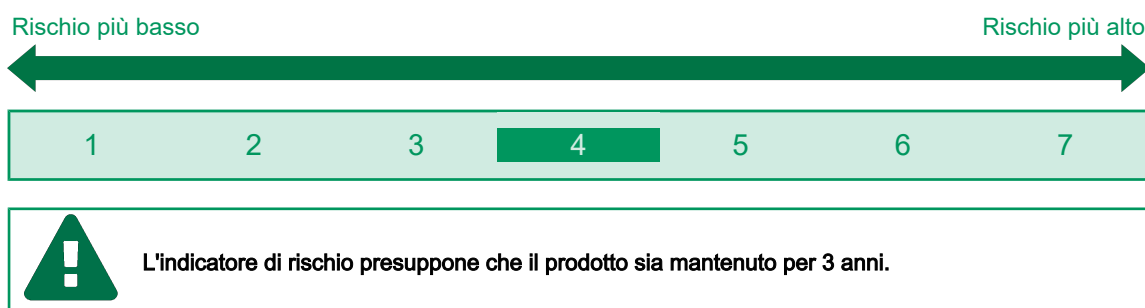 Rischio più basso Rischio più alto
1 2 3 4 5 6 7
L'indicatore di rischio presuppone che il prodotto sia mantenuto per 3 anni.